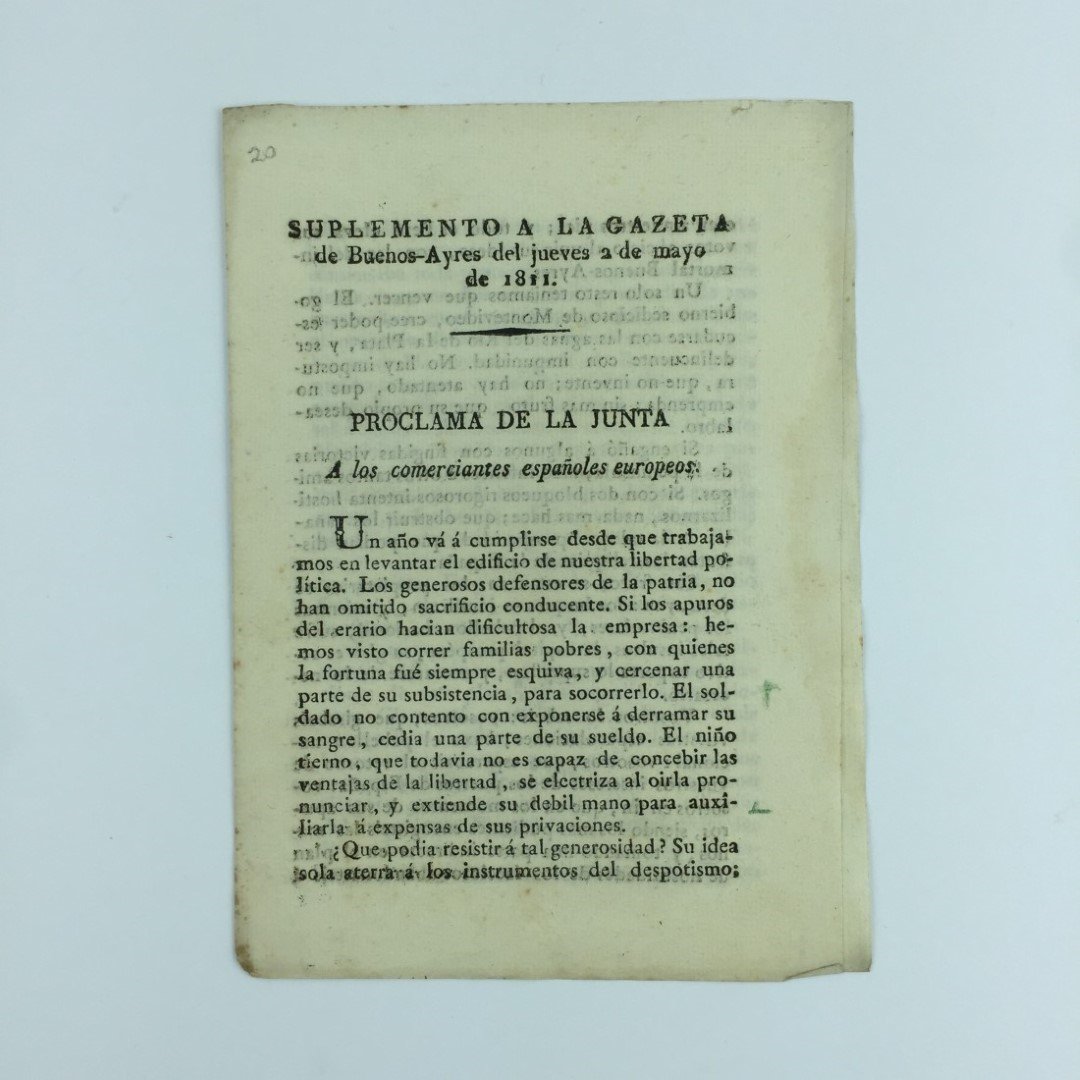 20
SUPLEMENTO A LA GAZETA
de Buenos-Ayres del jueves 2 de mayo
de 1811.
PROCLAMA DE LA JUNTA
A los comerciantes españoles europeos.
Un año vá á cumplirse desde que trabaja-
mos en levantar el edificio de nuestra libertad po-
lítica. Los generosos defensores de la patria, no
han omitido sacrificio conducente. Si los apuros
del erario hacian dificultosa la empresa: he-
mos visto correr familias pobres, con quienes
la fortuna fué siempre esquiva, y cercenar una
parte de su subsistencia, para socorrerlo. El sol-
dado no contento con exponerse á derramar su
sangre, cedia una parte de su sueldo. El niño
tierno, que todavia no es capaz de concebir las
ventajas de la libertad, se electriza al oirla pro-
nunciar, y extiende su debil mano para auxî-
liarla á expensas de sus privaciones.
¿Que podia resistir á tal generosidad? Su idea
sola aterra á los instrumentos del despotismo;